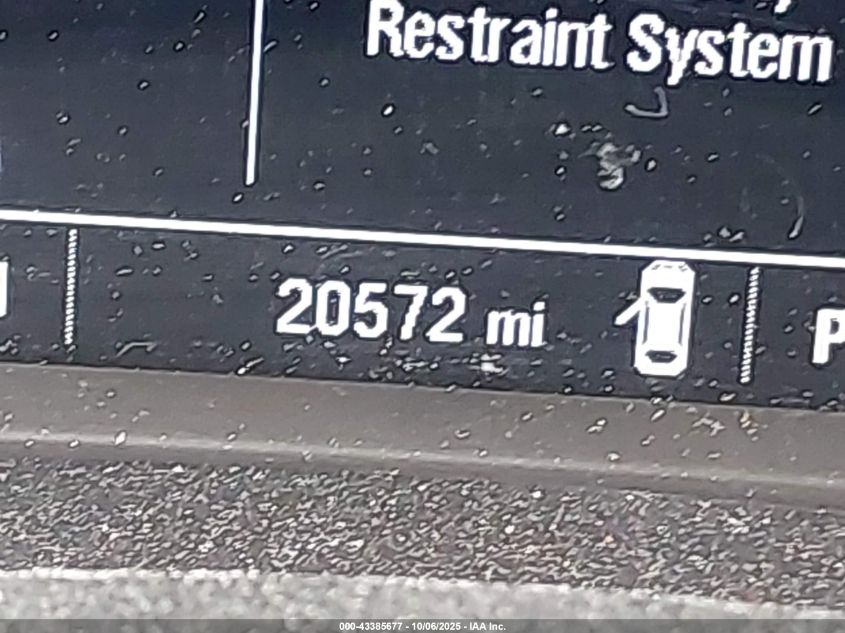 Restraint System
20572 mi
P
000-43385677 - 10/06/2025 - IAA Inc.